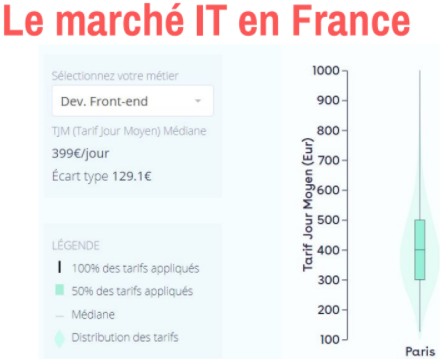 Le marché IT en France
Sélectionnez votre métier
Dev. Front-end
TJM (Tarif Jour Moyen) Médiane
399€/jour
Écart type 129.1€
LÉGENDE
100% des tarifs appliqués
50% des tarifs appliqués
Médiane
Distribution des tarifs
Tarif Jour Moyen (Eur)
1000
900
800
700
600
500
400
300
200
100
Paris